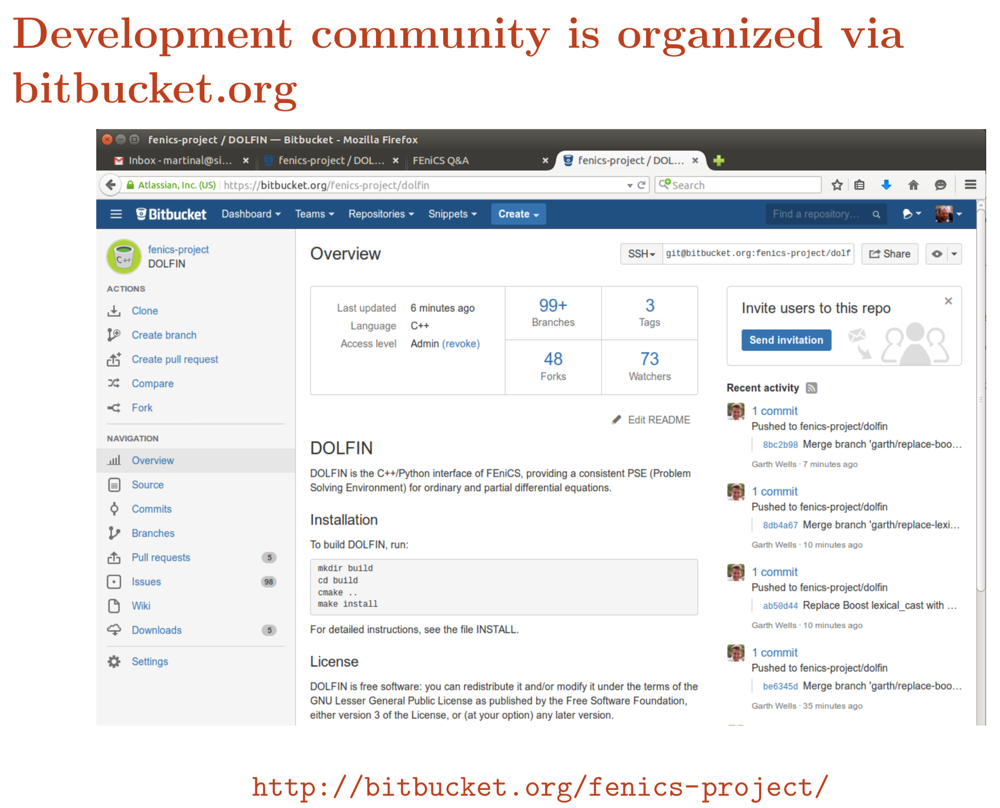 Development community is organized via
bitbucket.org
fenics-project / DOLFIN — Bitbucket - Mozilla Firefox
Inbox - martinal@si... × fenics-project / DOL... × FEniCS Q&A × fenics-project / DOL... ×
Atlassian, Inc. (US) https://bitbucket.org/fenics-project/dolfin Search
Bitbucket Dashboard Teams Repositories Snippets Create Find a repository...
fenics-project
DOLFIN
ACTIONS
Clone
Create branch
Create pull request
Compare
Fork
NAVIGATION
Overview
Source
Commits
Branches
Pull requests 5
Issues 98
Wiki
Downloads 5
Settings
Overview
SSH git@bitbucket.org:fenics-project/dolf Share
Last updated 6 minutes ago
Language C++
Access level Admin (revoke)
99+
Branches
3
Tags
48
Forks
73
Watchers
Edit README
DOLFIN
DOLFIN is the C++/Python interface of FEniCS, providing a consistent PSE (Problem
Solving Environment) for ordinary and partial differential equations.
Installation
To build DOLFIN, run:
mkdir build
cd build
cmake ..
make install
For detailed instructions, see the file INSTALL.
License
DOLFIN is free software: you can redistribute it and/or modify it under the terms of the
GNU Lesser General Public License as published by the Free Software Foundation,
either version 3 of the License, or (at your option) any later version.
Invite users to this repo ×
Send invitation
Recent activity
1 commit
Pushed to fenics-project/dolfin
8bc2b98 Merge branch 'garth/replace-boo...
Garth Wells · 7 minutes ago
1 commit
Pushed to fenics-project/dolfin
8db4a67 Merge branch 'garth/replace-lexi...
Garth Wells · 10 minutes ago
1 commit
Pushed to fenics-project/dolfin
ab50d44 Replace Boost lexical_cast with ...
Garth Wells · 10 minutes ago
1 commit
Pushed to fenics-project/dolfin
be6345d Merge branch 'garth/replace-boo...
Garth Wells · 35 minutes ago
C++
http://bitbucket.org/fenics-project/